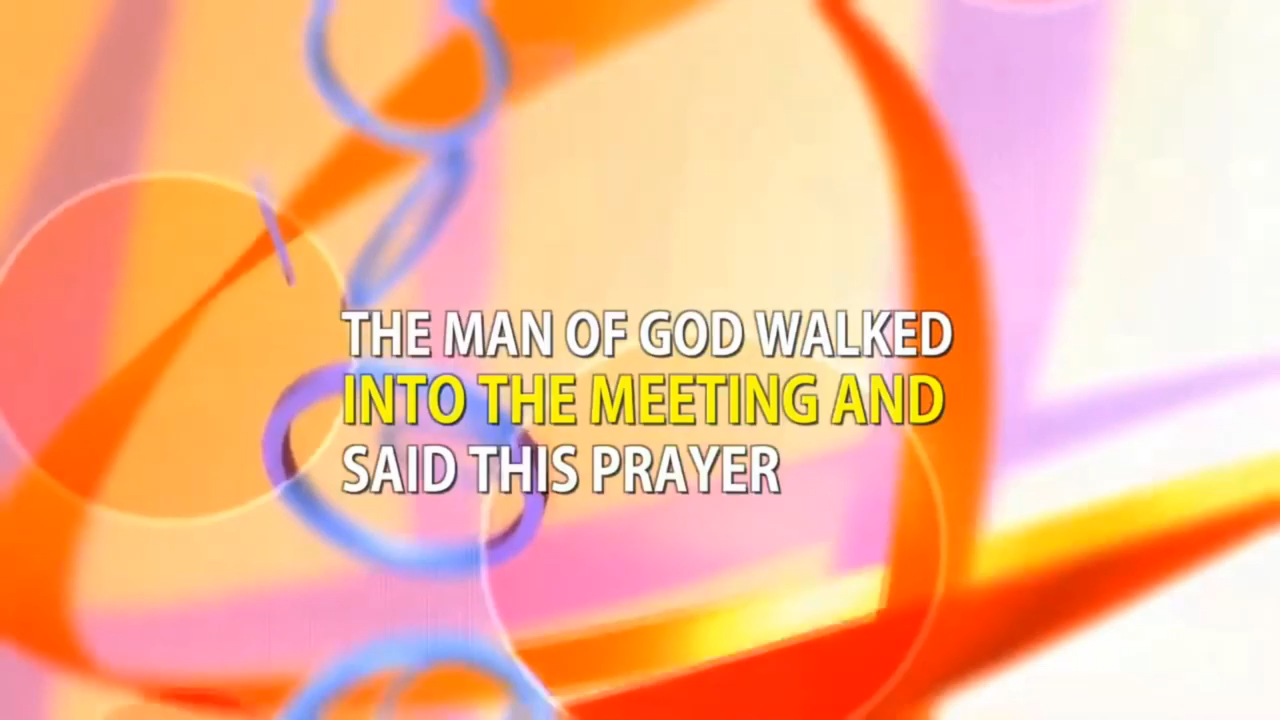 THE MAN OF GOD WALKED
INTO THE MEETING AND
SAID THIS PRAYER